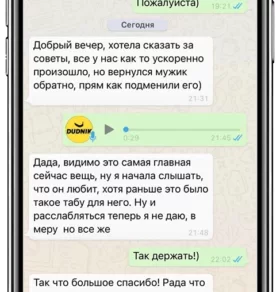 Пожалуйста)
19:21
Сегодня
Добрый вечер, хотела сказать за
советы, все у нас как то ускоренно
произошло, но вернулся мужик
обратно, прям как подменили его)
21:31
DUDNIK
0:29
21:45
Дада, видимо это самая главная
сейчас вещь, ну я начала слышать,
что он любит, хотя раньше это было
такое табу для него. Ну и
расслабляться теперь я не даю, в
меру но все же
21:48
Так держать!)
22:02
Так что большое спасибо! Рада что